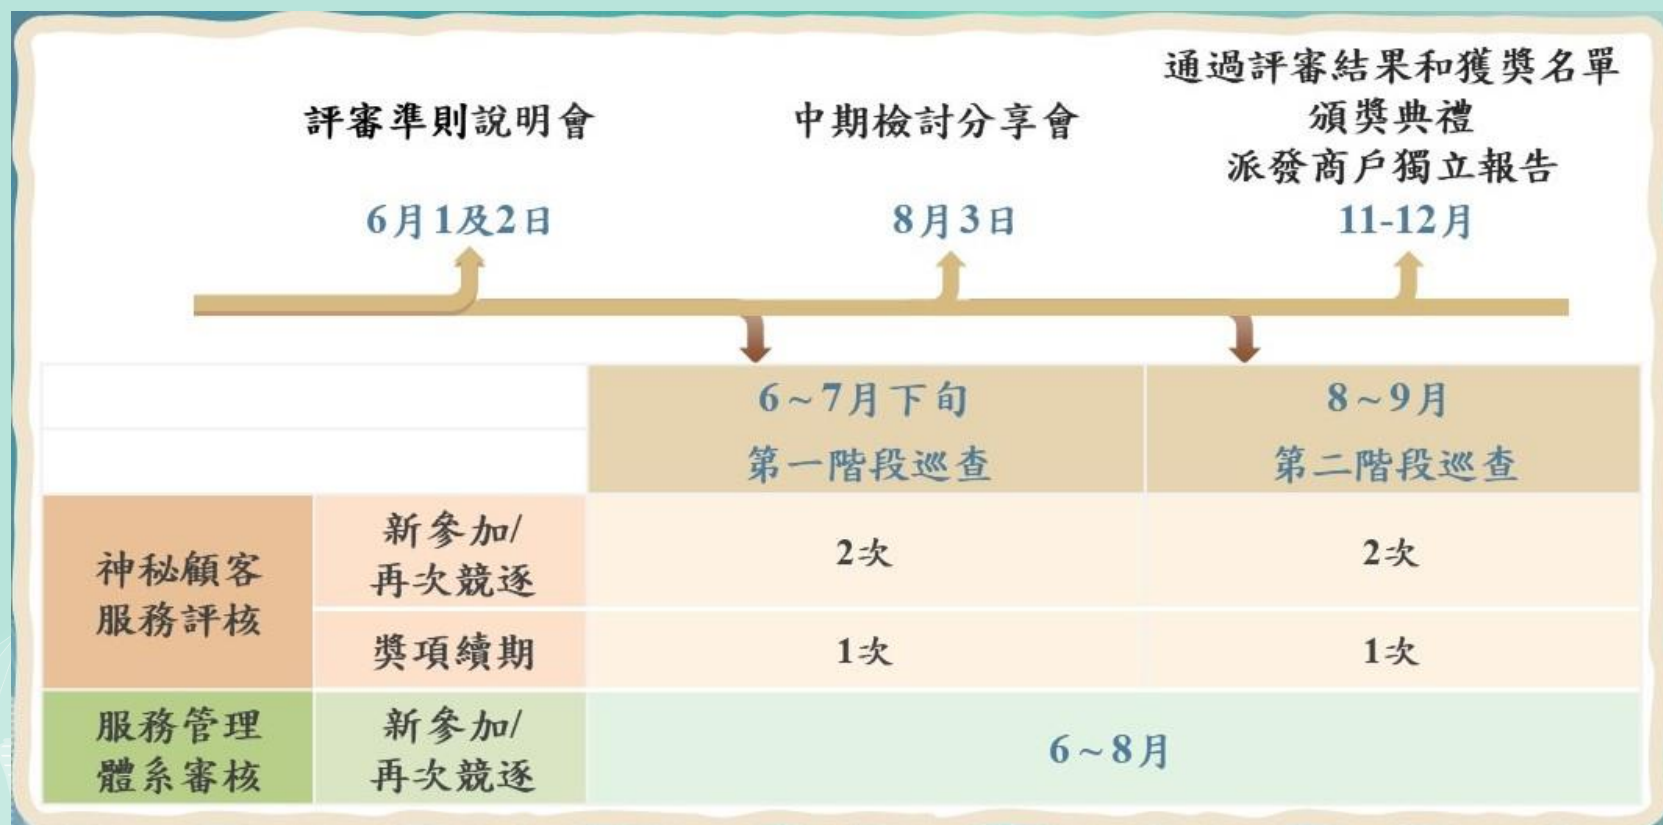 評審準則說明會
6月1及2日
中期檢討分享會
8月3日
通過評審結果和獲獎名單
頒獎典禮
派發商戶獨立報告
11-12月
6~7月下旬
第一階段巡查
8~9月
第二階段巡查
神秘顧客
服務評核
新參加/
再次競逐
2次
2次
獎項續期
1次
1次
服務管理
體系審核
新參加/
再次競逐
6~8月